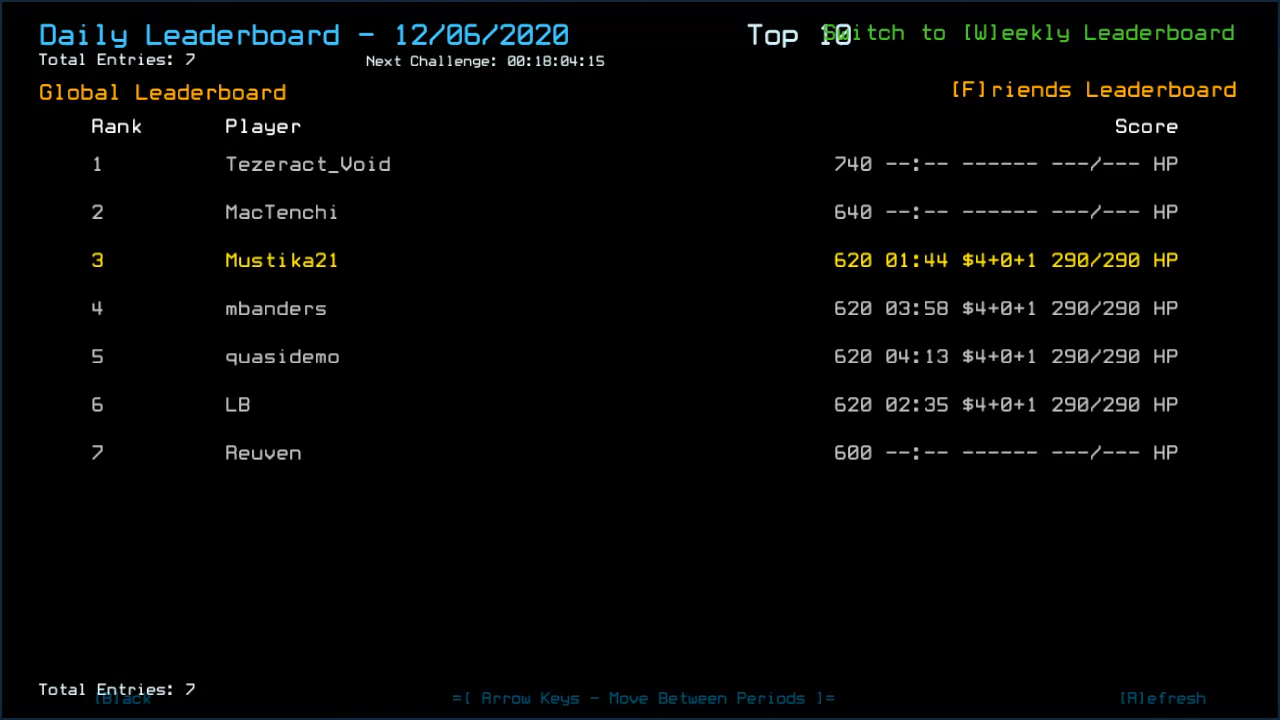 Daily Leaderboard - 12/06/2020 Top 10 Switch to [W]eekly Leaderboard
Total Entries: 7 Next Challenge: 00:18:04:15
Global Leaderboard [F]riends Leaderboard
Rank Player Score
1 Tezeract_Void 740 --:-- ------ ---/--- HP
2 MacTenchi 640 --:-- ------ ---/--- HP
3 Mustika21 620 01:44 $4+0+1 290/290 HP
4 mbanders 620 03:58 $4+0+1 290/290 HP
5 quasidemo 620 04:13 $4+0+1 290/290 HP
6 LB 620 02:35 $4+0+1 290/290 HP
7 Reuven 600 --:-- ------ ---/--- HP
Total Entries: 7
[B]ack =[ Arrow Keys - Move Between Periods ]= [R]efresh